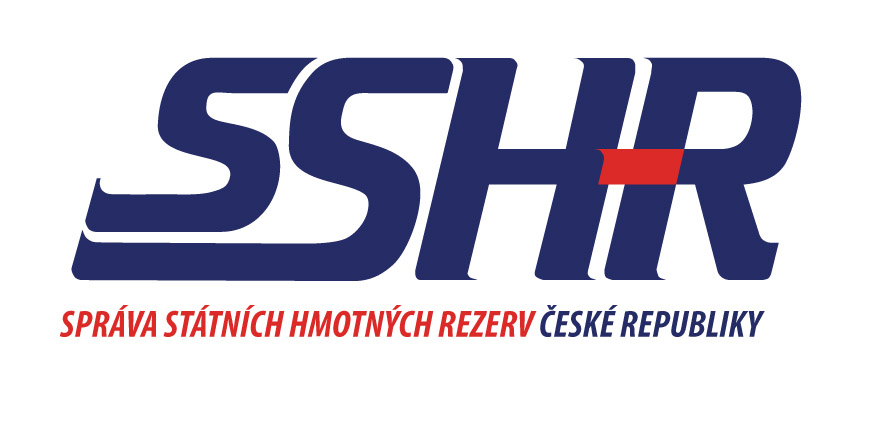 SSHR
SPRÁVA STÁTNÍCH HMOTNÝCH REZERV ČESKÉ REPUBLIKY